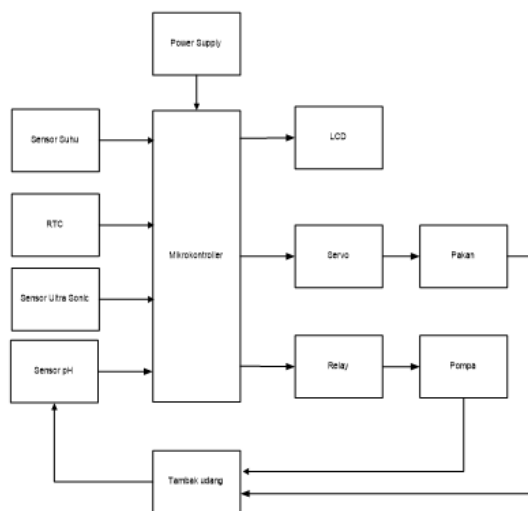 Power Supply
Sensor Suhu
LCD
RTC
Mikrokontroller
Servo
Pakan
Sensor Ultra Sonic
Sensor pH
Relay
Pompa
Tambak udang